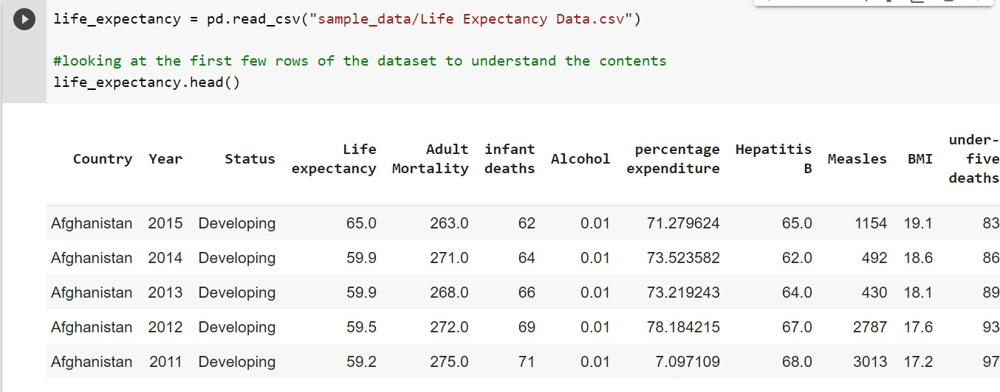 life_expectancy = pd.read_csv("sample_data/Life Expectancy Data.csv")
#looking at the first few rows of the dataset to understand the contents
life_expectancy.head()
Country Year Status Life expectancy Adult Mortality infant deaths Alcohol percentage expenditure Hepatitis B Measles BMI under-five deaths
Afghanistan 2015 Developing 65.0 263.0 62 0.01 71.279624 65.0 1154 19.1 83
Afghanistan 2014 Developing 59.9 271.0 64 0.01 73.523582 62.0 492 18.6 86
Afghanistan 2013 Developing 59.9 268.0 66 0.01 73.219243 64.0 430 18.1 89
Afghanistan 2012 Developing 59.5 272.0 69 0.01 78.184215 67.0 2787 17.6 93
Afghanistan 2011 Developing 59.2 275.0 71 0.01 7.097109 68.0 3013 17.2 97